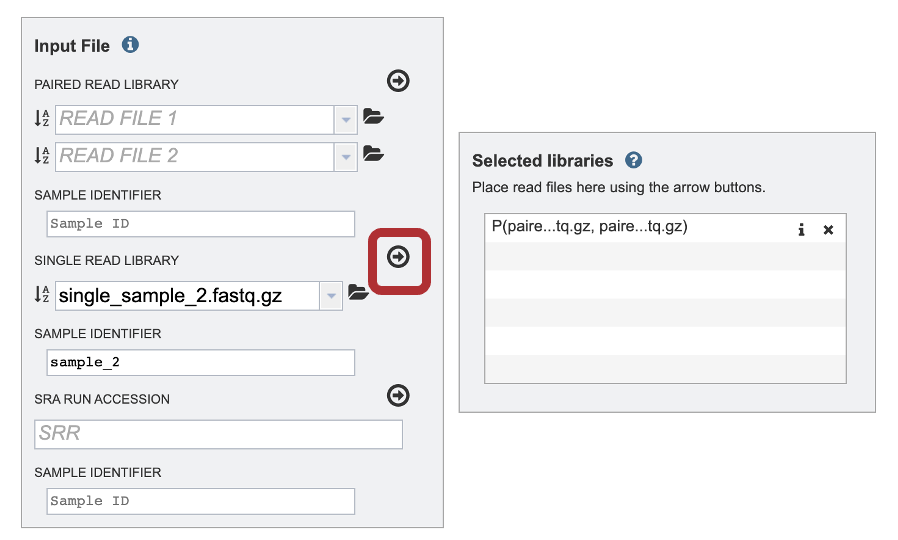 Input File
PAIRED READ LIBRARY
READ FILE 1
READ FILE 2
SAMPLE IDENTIFIER
Sample ID
SINGLE READ LIBRARY
single_sample_2.fastq.gz
SAMPLE IDENTIFIER
sample_2
SRA RUN ACCESSION
SRR
SAMPLE IDENTIFIER
Sample ID
Selected libraries
Place read files here using the arrow buttons.
P(paire...tq.gz, paire...tq.gz)